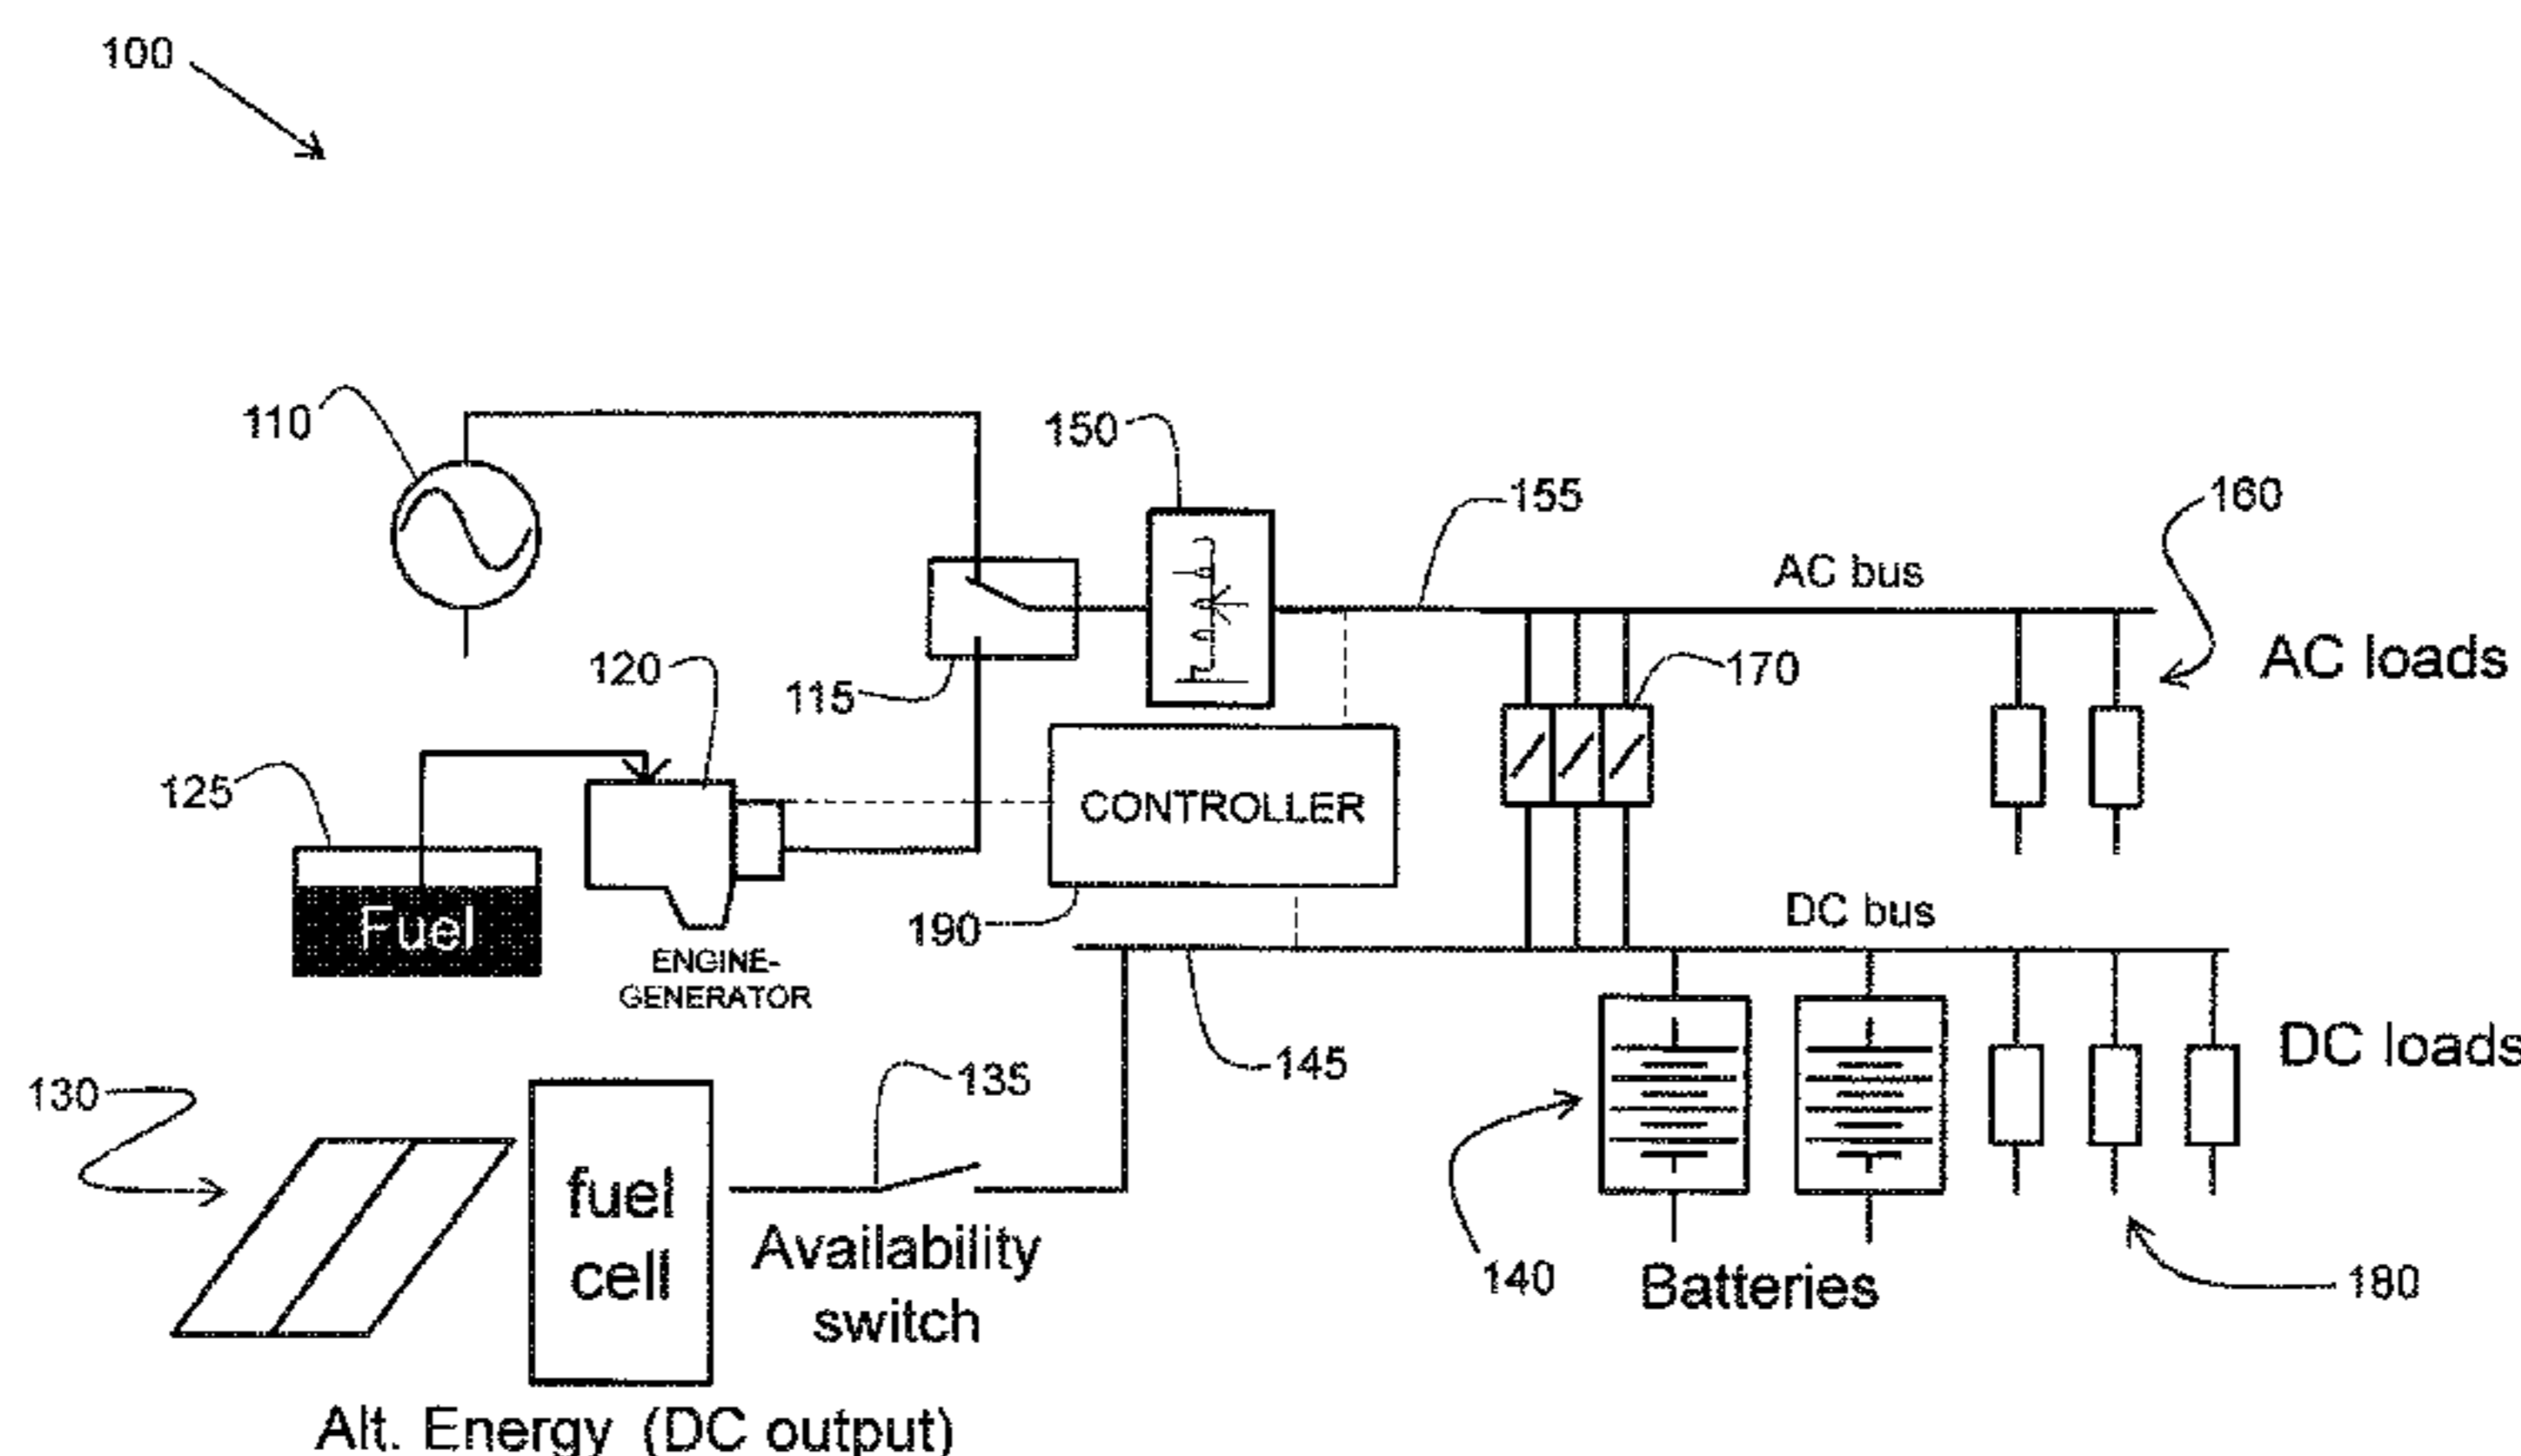 100
110
150
155
160
AC bus
AC loads
120
115
170
125
CONTROLLER
Fuel
190
DC bus
ENGINE-
GENERATOR
130
135
145
DC loads
fuel
cell
Availability
switch
140
Batteries
180
Alt. Energy (DC output)